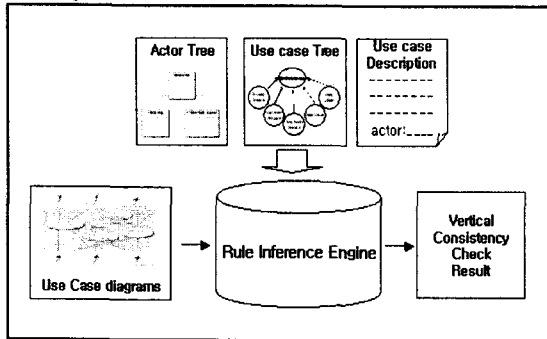 Actor Tree
Use case Tree
Use case
Description
actor:____
Rule Inference Engine
Use Case diagrams
Vertical
Consistency
Check
Result